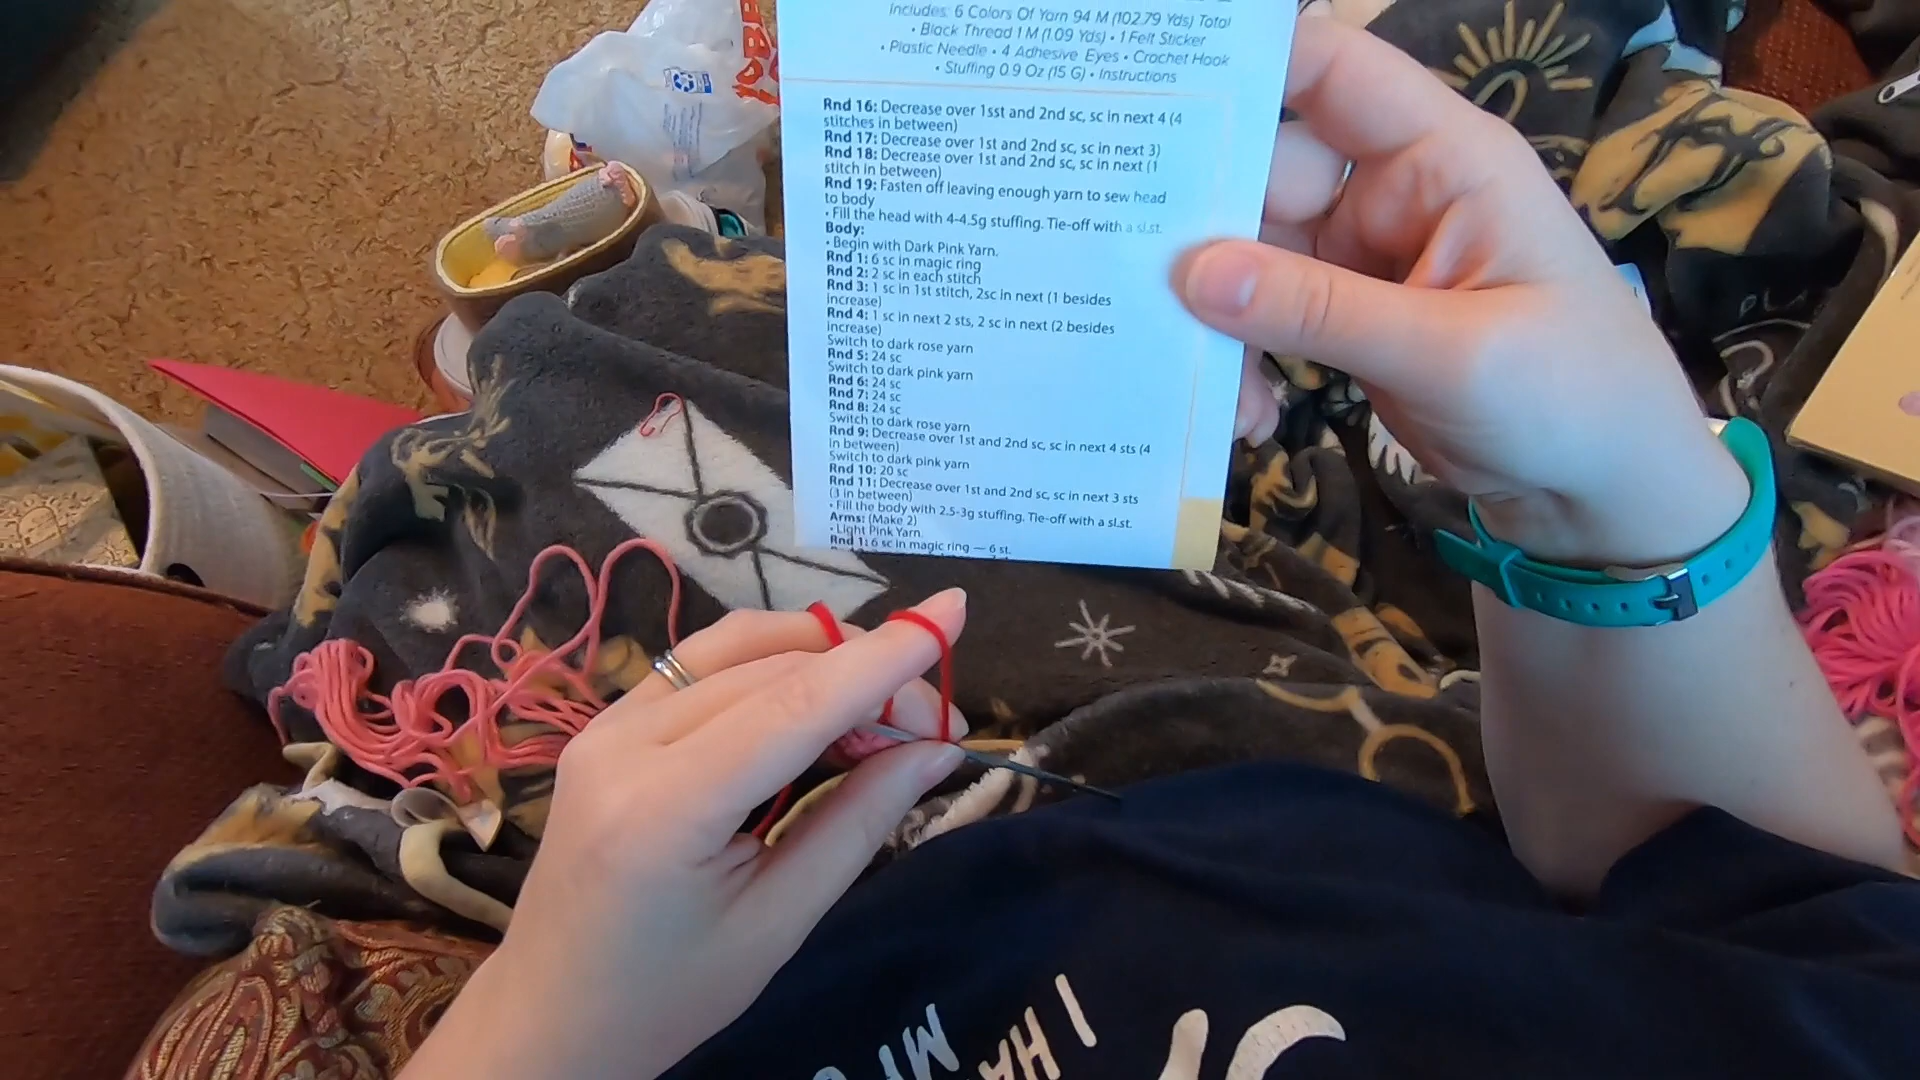 Includes: 6 Colors Of Yarn 94 M (102.79 Yds) Total
• Black Thread 1 M (1.09 Yds) • 1 Felt Sticker
• Plastic Needle • 4 Adhesive Eyes • Crochet Hook
• Stuffing 0.9 Oz (15 G) • Instructions
Rnd 16: Decrease over 1sst and 2nd sc, sc in next 4 (4
stitches in between)
Rnd 17: Decrease over 1st and 2nd sc, sc in next 3)
Rnd 18: Decrease over 1st and 2nd sc, sc in next (1
stitch in between)
Rnd 19: Fasten off leaving enough yarn to sew head
to body
• Fill the head with 4-4.5g stuffing. Tie-off with a sl.st.
Body:
• Begin with Dark Pink Yarn.
Rnd 1: 6 sc in magic ring
Rnd 2: 2 sc in each stitch
Rnd 3: 1 sc in 1st stitch, 2sc in next (1 besides
increase)
Rnd 4: 1 sc in next 2 sts, 2 sc in next (2 besides
increase)
Switch to dark rose yarn
Rnd 5: 24 sc
Switch to dark pink yarn
Rnd 6: 24 sc
Rnd 7: 24 sc
Rnd 8: 24 sc
Switch to dark rose yarn
Rnd 9: Decrease over 1st and 2nd sc, sc in next 4 sts (4
in between)
Switch to dark pink yarn
Rnd 10: 20 sc
Rnd 11: Decrease over 1st and 2nd sc, sc in next 3 sts
(3 in between)
• Fill the body with 2.5-3g stuffing. Tie-off with a sl.st.
Arms: (Make 2)
• Light Pink Yarn.
Rnd 1: 6 sc in magic ring — 6 st.
I HA